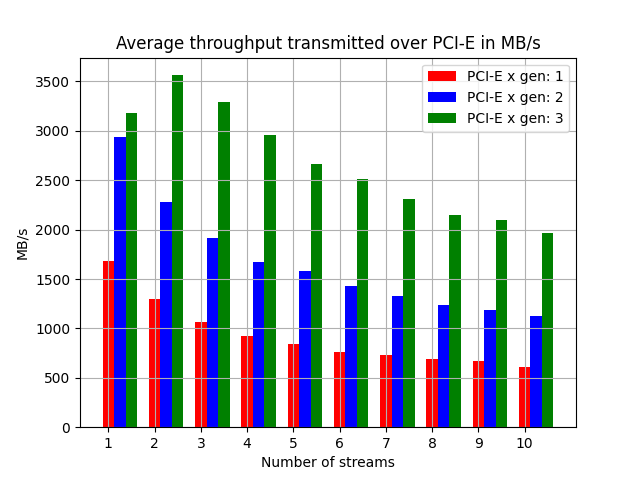 Average throughput transmitted over PCI-E in MB/s
PCI-E x gen: 1
PCI-E x gen: 2
PCI-E x gen: 3
MB/s
3500
3000
2500
2000
1500
1000
500
0
1 2 3 4 5 6 7 8 9 10
Number of streams